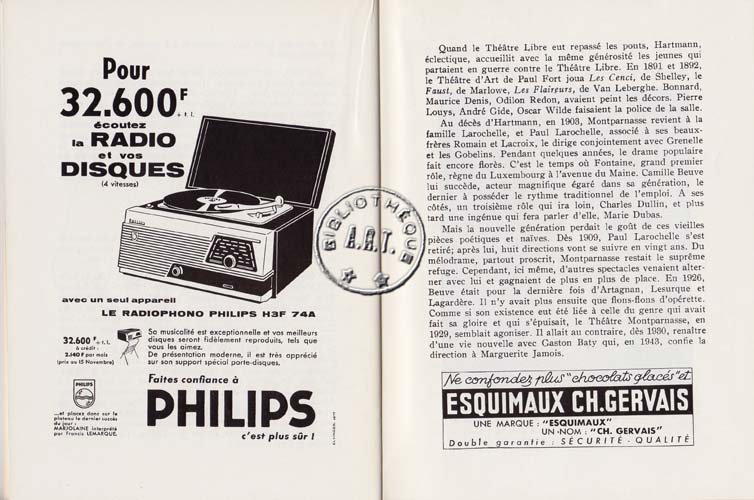 Pour
32.600F
+ t.l.
écoutez
la RADIO
et vos
DISQUES
(4 vitesses)
avec un seul appareil
LE RADIOPHONO PHILIPS H3F 74A
32.600 F + t.l.
à crédit :
2.140 F par mois
(prix au 15 Novembre)
Sa musicalité est exceptionnelle et vos meilleurs
disques seront fidèlement reproduits, tels que
vous les aimez.
De présentation moderne, il est très apprécié
sur son support spécial porte-disques.
PHILIPS
...et placez donc sur le
plateau le dernier succès
du jour :
MARJOLAINE interprété
par Francis LEMARQUE.
Faites confiance à
PHILIPS
c'est plus sûr !
Quand le Théâtre Libre eut repassé les ponts, Hartmann,
éclectique, accueillit avec la même générosité les jeunes qui
partaient en guerre contre le Théâtre Libre. En 1891 et 1892,
le Théâtre d'Art de Paul Fort joua Les Cenci, de Shelley, le
Faust, de Marlowe, Les Flaireurs, de Van Leberghe. Bonnard,
Maurice Denis, Odilon Redon, avaient peint les décors. Pierre
Louys, André Gide, Oscar Wilde faisaient la police de la salle.
Au décès d'Hartmann, en 1903, Montparnasse revient à la
famille Larochelle, et Paul Larochelle, associé à ses beaux-
frères Romain et Lacroix, le dirige conjointement avec Grenelle
et les Gobelins. Pendant quelques années, le drame populaire
fait encore florès. C'est le temps où Fontaine, grand premier
rôle, règne du Luxembourg à l'avenue du Maine. Camille Beuve
lui succède, acteur magnifique égaré dans sa génération, le
dernier à posséder le rythme traditionnel de l'emploi. A ses
côtés, un troisième rôle qui ira loin, Charles Dullin, et plus
tard une ingénue qui fera parler d'elle, Marie Dubas.
Mais la nouvelle génération perdait le goût de ces vieilles
pièces poétiques et naïves. Dès 1909, Paul Larochelle s'est
retiré; après lui, huit directions vont se suivre en vingt ans. Du
mélodrame, partout proscrit, Montparnasse restait le suprême
refuge. Cependant, ici même, d'autres spectacles venaient alter-
ner avec lui et gagnaient de plus en plus de place. En 1926,
Beuve était pour la dernière fois d'Artagnan, Lesurque et
Lagardère. Il n'y avait plus ensuite que flons-flons d'opérette.
Comme si son existence eut été liée à celle du genre qui avait
fait sa gloire et qui s'épuisait, le Théâtre Montparnasse, en
1929, semblait agoniser. Il allait au contraire, dès 1930, renaître
d'une vie nouvelle avec Gaston Baty qui, en 1943, confie la
direction à Marguerite Jamois.
BIBLIOTHÈQUE
A.R.T.
Ne confondez plus "chocolats glacés" et
ESQUIMAUX CH.GERVAIS
UNE MARQUE : "ESQUIMAUX"
UN NOM : "CH. GERVAIS"
Double garantie : SÉCURITÉ - QUALITÉ